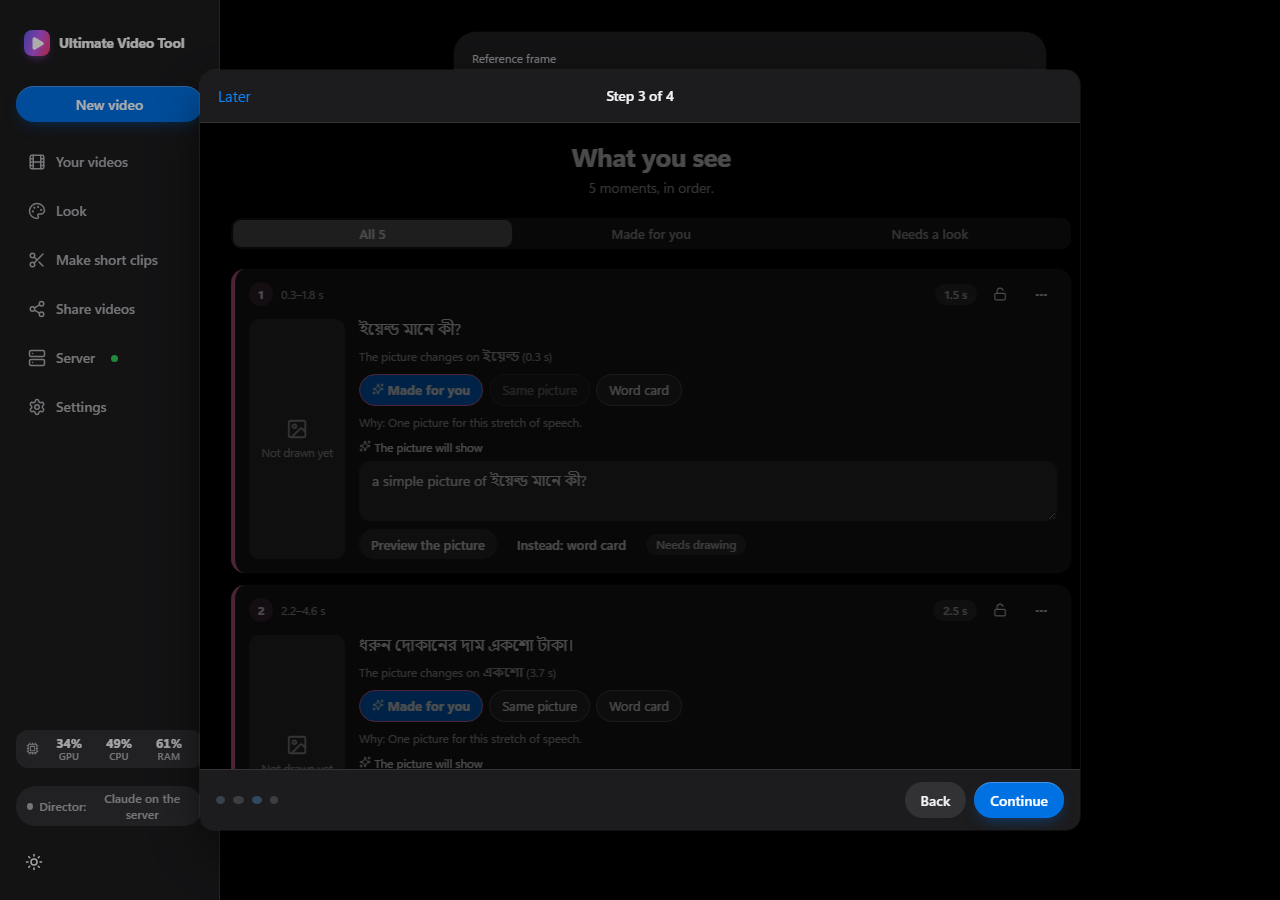 Ultimate Video Tool
Reference frame
Later
Step 3 of 4
New video
Your videos
Look
Make short clips
Share videos
Server
Settings
What you see
5 moments, in order.
All 5
Made for you
Needs a look
1
0.3–1.8 s
1.5 s
ইয়েল্ড মানে কী?
The picture changes on ইয়েল্ড (0.3 s)
Made for you
Same picture
Word card
Why: One picture for this stretch of speech.
Not drawn yet
The picture will show
a simple picture of ইয়েল্ড মানে কী?
Preview the picture
Instead: word card
Needs drawing
2
2.2–4.6 s
2.5 s
ধরুন দোকানের দাম একশো টাকা।
The picture changes on একশো (3.7 s)
Made for you
Same picture
Word card
Why: One picture for this stretch of speech.
The picture will show
Not drawn yet
34%
49%
61%
GPU
CPU
RAM
Director:
Claude on the
server
Back
Continue